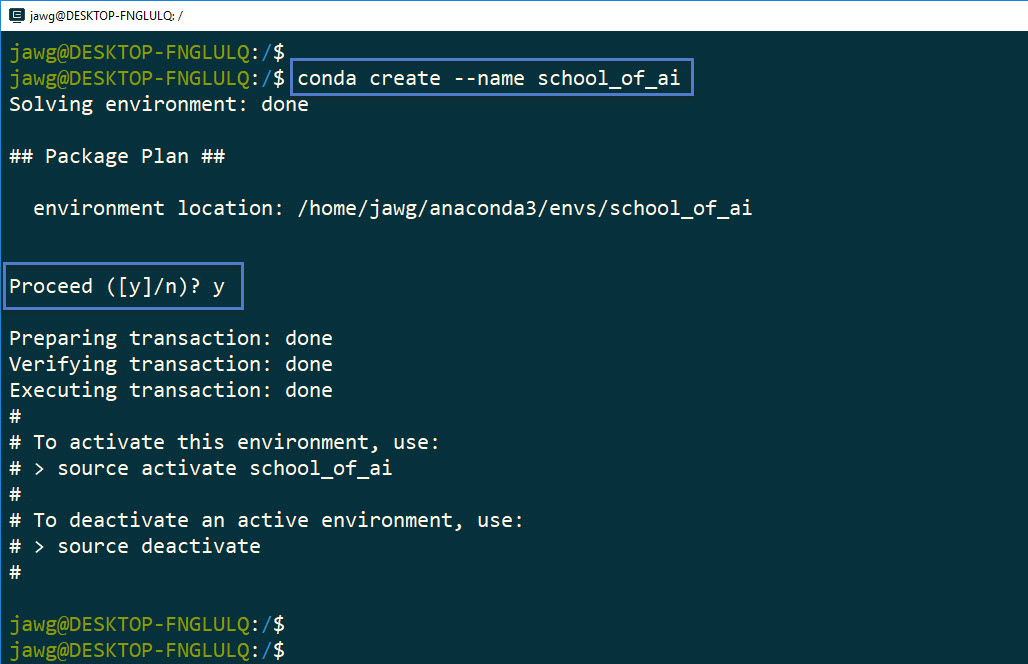 jawg@DESKTOP-FNGLULQ: /
jawg@DESKTOP-FNGLULQ:/$
jawg@DESKTOP-FNGLULQ:/$ conda create --name school_of_ai
Solving environment: done
## Package Plan ##
environment location: /home/jawg/anaconda3/envs/school_of_ai
Proceed ([y]/n)? y
Preparing transaction: done
Verifying transaction: done
Executing transaction: done
#
# To activate this environment, use:
# > source activate school_of_ai
#
# To deactivate an active environment, use:
# > source deactivate
#
jawg@DESKTOP-FNGLULQ:/$
jawg@DESKTOP-FNGLULQ:/$